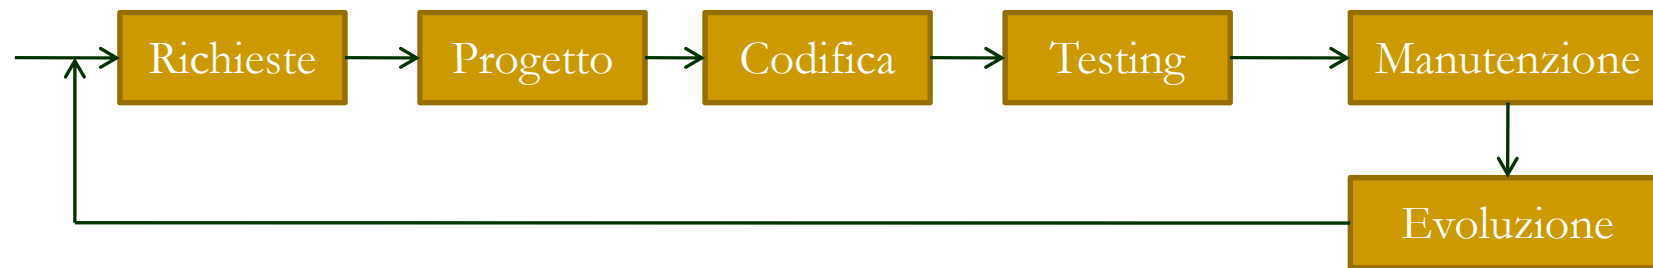 Richieste
Progetto
Codifica
Testing
Manutenzione
Evoluzione